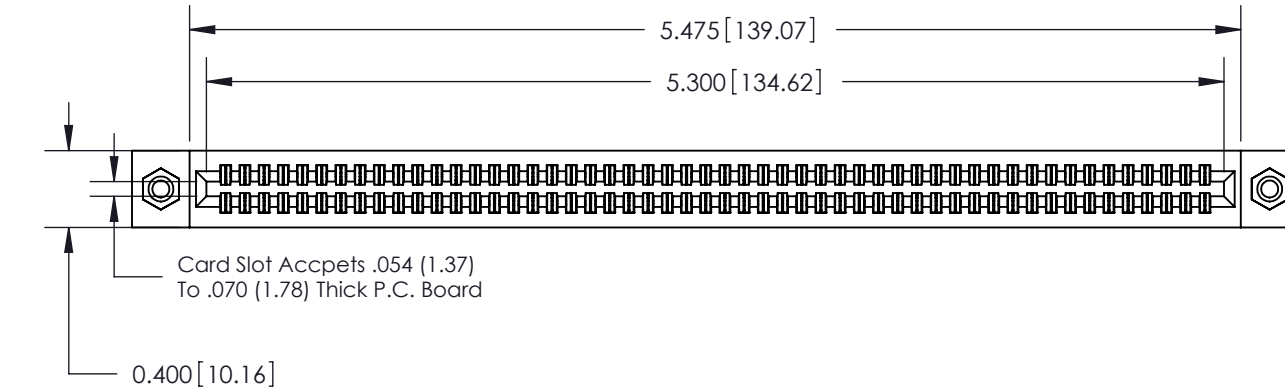 5.475[139.07]
5.300[134.62]
Card Slot Accpets .054 (1.37)
To .070 (1.78) Thick P.C. Board
0.400[10.16]